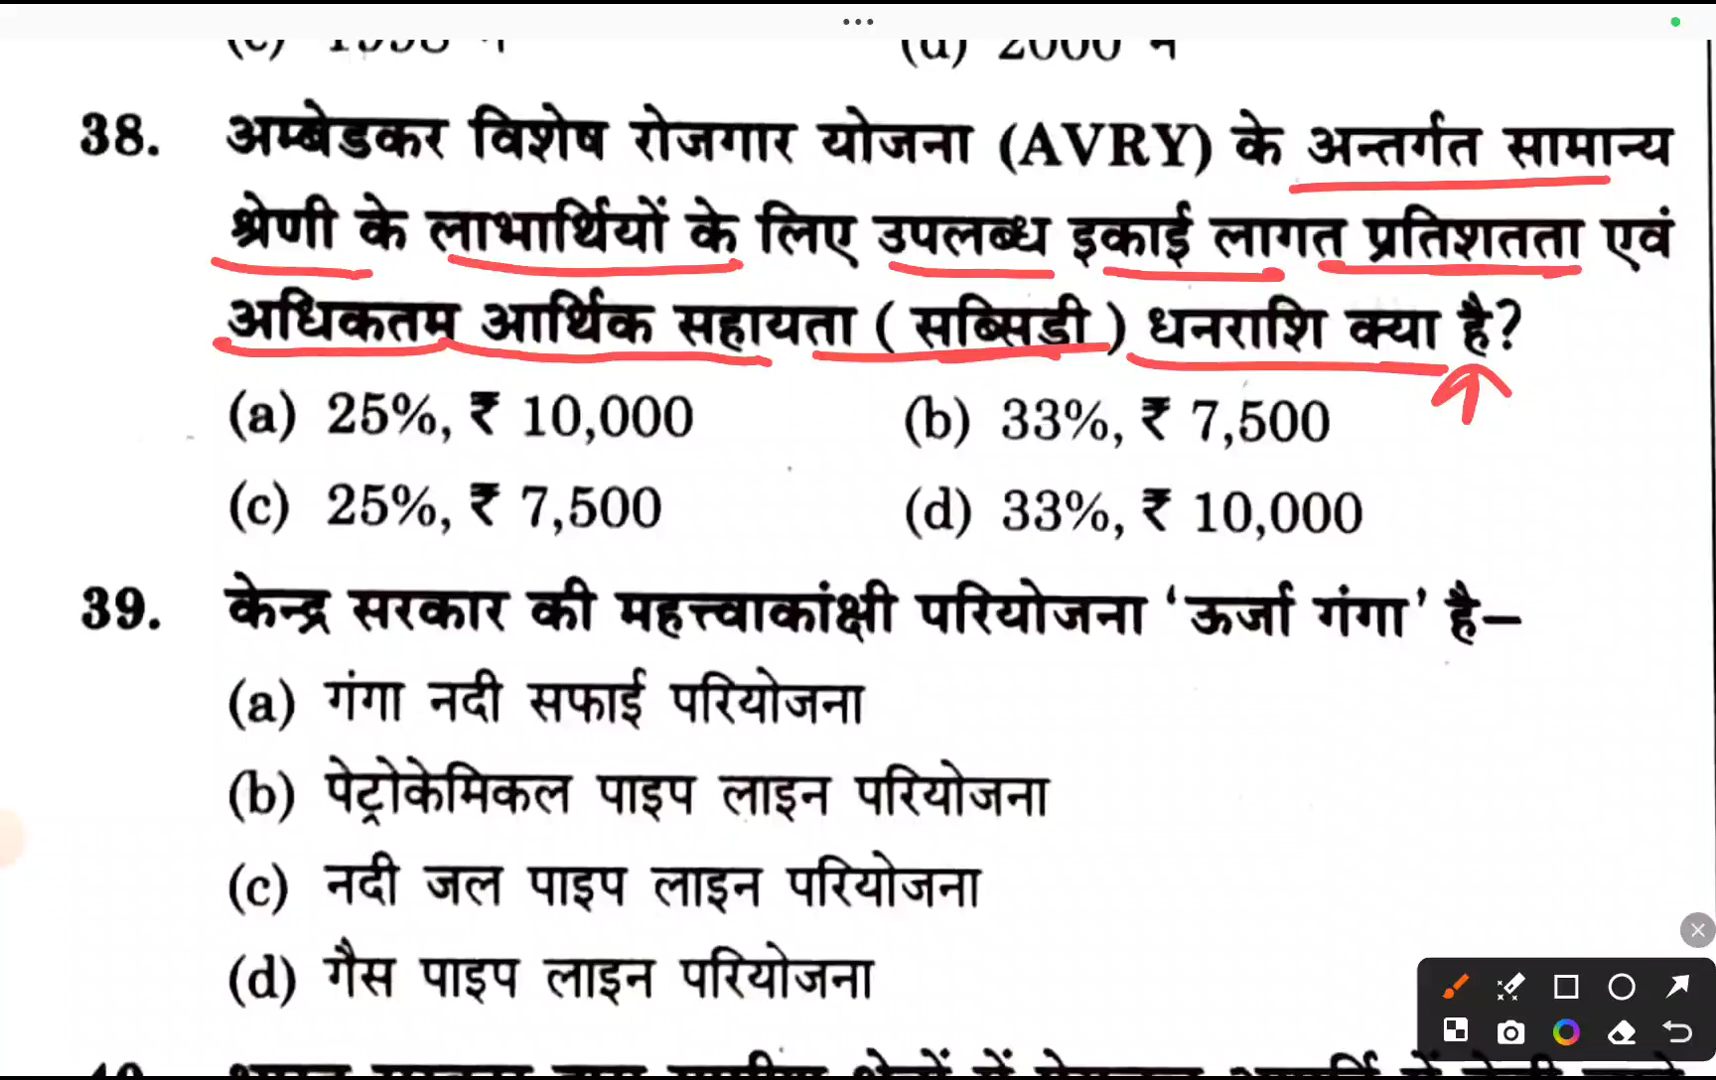 38. अम्बेडकर विशेष रोजगार योजना (AVRY) के अन्तर्गत सामान्य
श्रेणी के लाभार्थियों के लिए उपलब्ध इकाई लागत प्रतिशतता एवं
अधिकतम आर्थिक सहायता ( सब्सिडी ) धनराशि क्या है?
(a) 25%, ₹ 10,000 (b) 33%, ₹ 7,500
(c) 25%, ₹ 7,500 (d) 33%, ₹ 10,000
39. केन्द्र सरकार की महत्त्वाकांक्षी परियोजना ‘ऊर्जा गंगा’ है–
(a) गंगा नदी सफाई परियोजना
(b) पेट्रोकेमिकल पाइप लाइन परियोजना
(c) नदी जल पाइप लाइन परियोजना
(d) गैस पाइप लाइन परियोजना